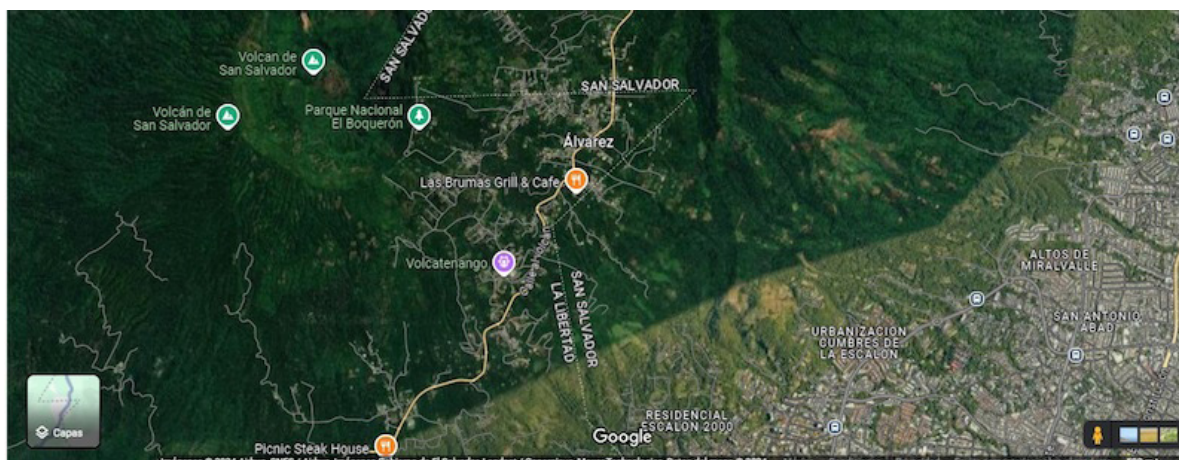 SAN SALVADOR
Volcan de
San Salvador
SAN SALVADOR
Volcán de
San Salvador
Parque Nacional
El Boquerón
Álvarez
Las Brumas Grill & Cafe
Volcatenango
SAN SALVADOR
LA LIBERTAD
ALTOS DE
MIRALVALLE
SAN ANTONIO
ABAD
URBANIZACION
CUMBRES DE
LA ESCALON
RESIDENCIAL
ESCALON 2000
Capas
Google
Picnic Steak House